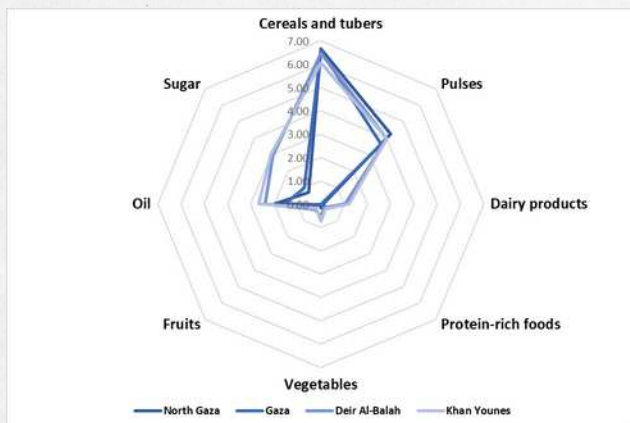 Cereals and tubers
7.00
6.00
5.00
4.00
3.00
2.00
1.00
0.00
Pulses
Dairy products
Protein-rich foods
Vegetables
Fruits
Oil
Sugar
North Gaza Gaza Deir Al-Balah Khan Younes